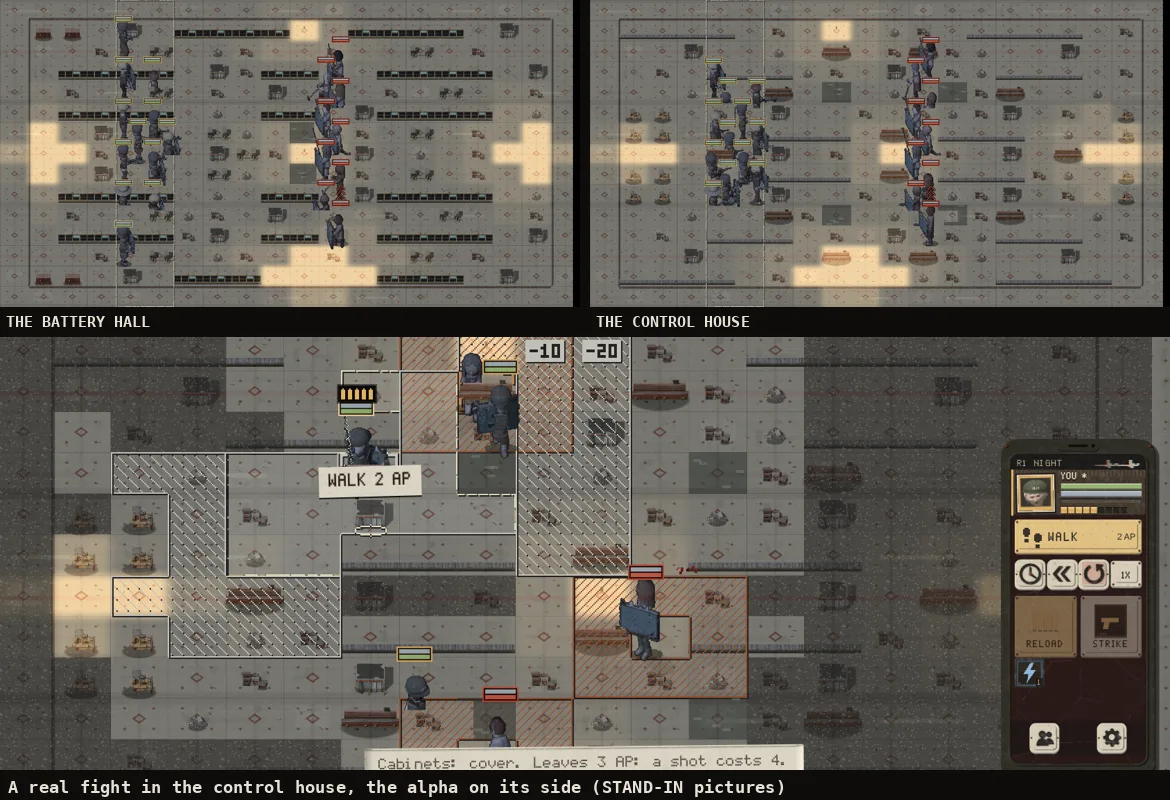 THE BATTERY HALL
THE CONTROL HOUSE
-10
-20
WALK 2 AP
R1 NIGHT
YOU *
WALK 2AP
1X
RELOAD
STRIKE
1
Cabinets: cover. Leaves 3 AP: a shot costs 4.
A real fight in the control house, the alpha on its side (STAND-IN pictures)